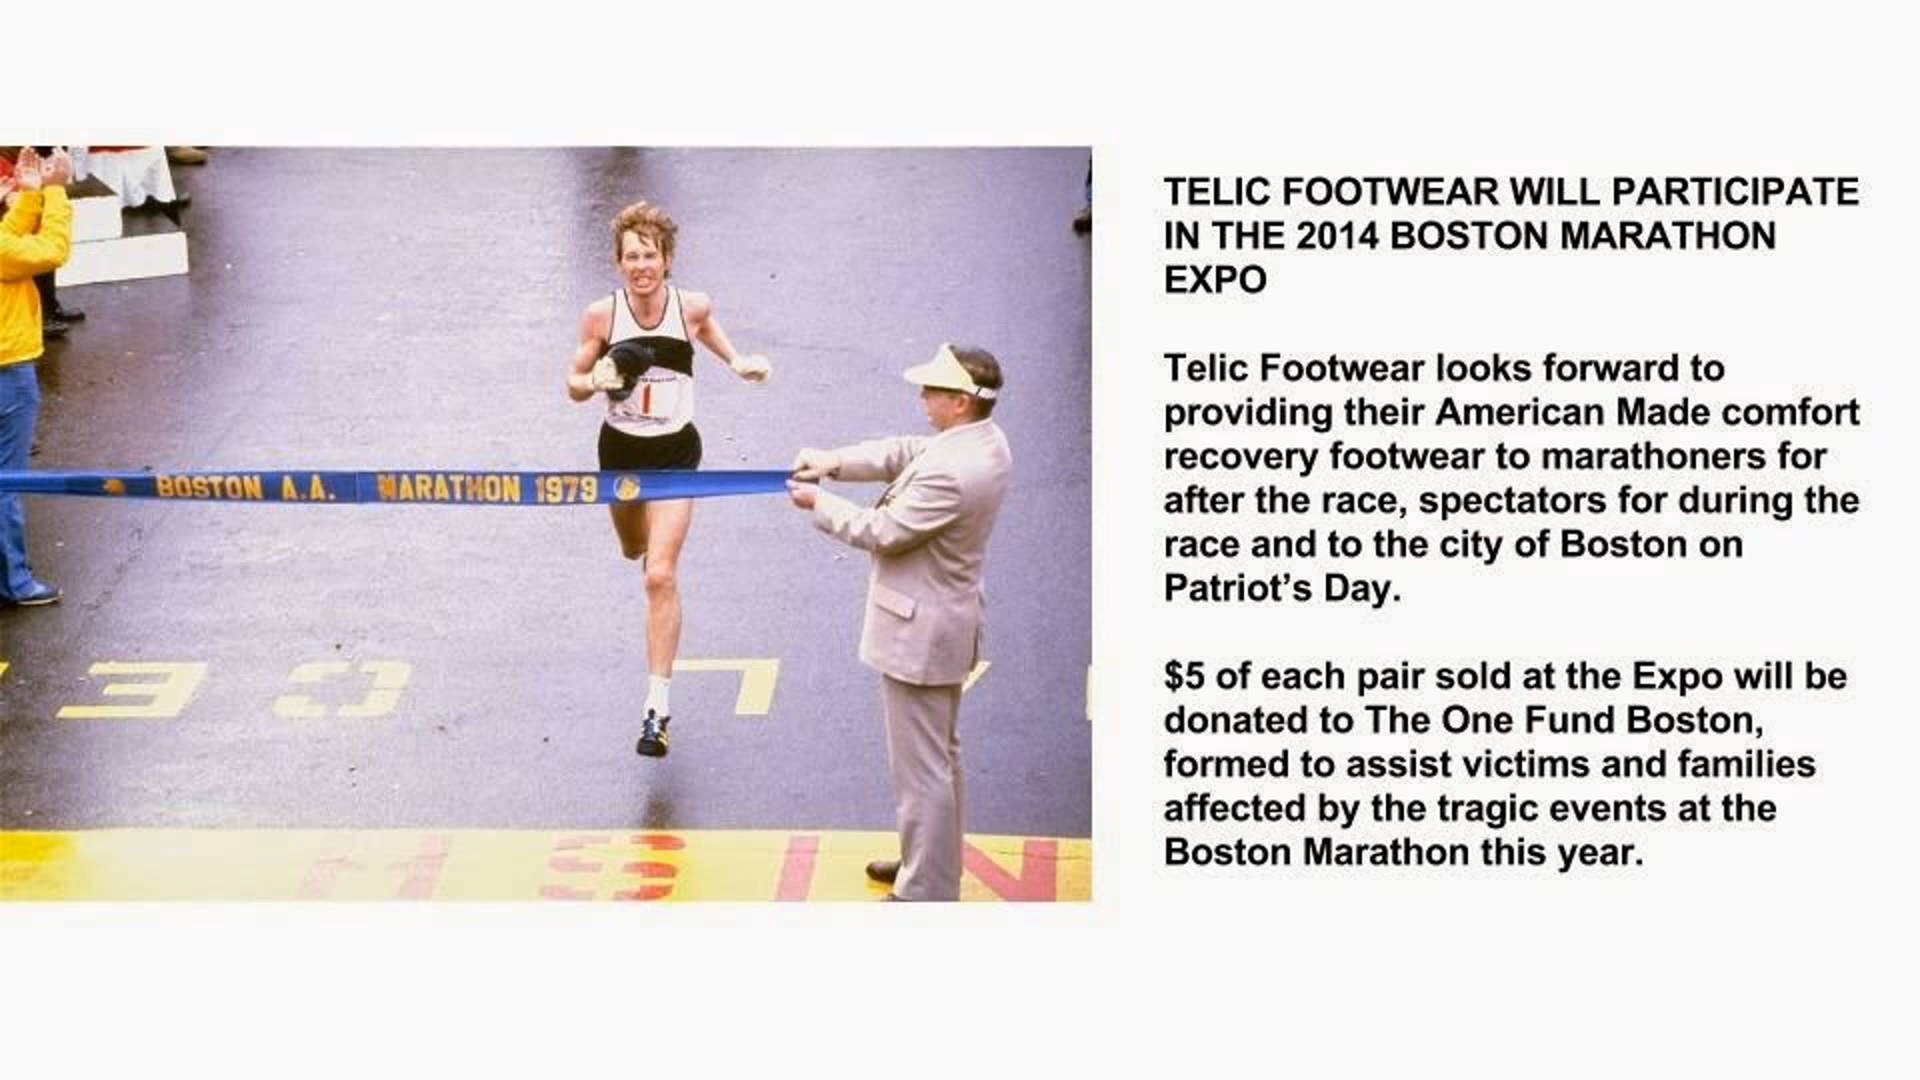 TELIC FOOTWEAR WILL PARTICIPATE
IN THE 2014 BOSTON MARATHON
EXPO
Telic Footwear looks forward to
providing their American Made comfort
recovery footwear to marathoners for
after the race, spectators for during the
race and to the city of Boston on
Patriot’s Day.
$5 of each pair sold at the Expo will be
donated to The One Fund Boston,
formed to assist victims and families
affected by the tragic events at the
Boston Marathon this year.
BOSTON A.A. MARATHON 1979
1